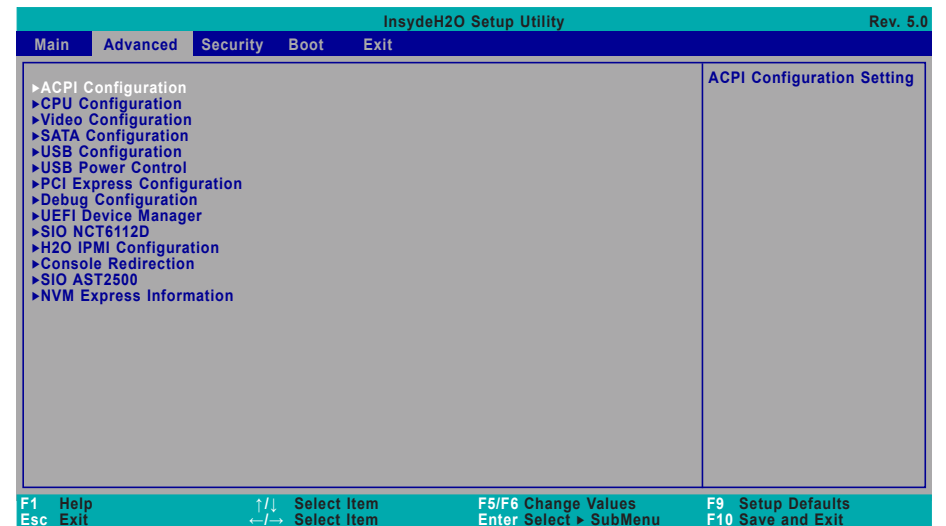 InsydeH2O Setup Utility Rev. 5.0
Main Advanced Security Boot Exit
▶ACPI Configuration
▶CPU Configuration
▶Video Configuration
▶SATA Configuration
▶USB Configuration
▶USB Power Control
▶PCI Express Configuration
▶Debug Configuration
▶UEFI Device Manager
▶SIO NCT6112D
▶H2O IPMI Configuration
▶Console Redirection
▶SIO AST2500
▶NVM Express Information
ACPI Configuration Setting
F1 Help ↑/↓ Select Item F5/F6 Change Values F9 Setup Defaults
Esc Exit ←/→ Select Item Enter Select ▶ SubMenu F10 Save and Exit